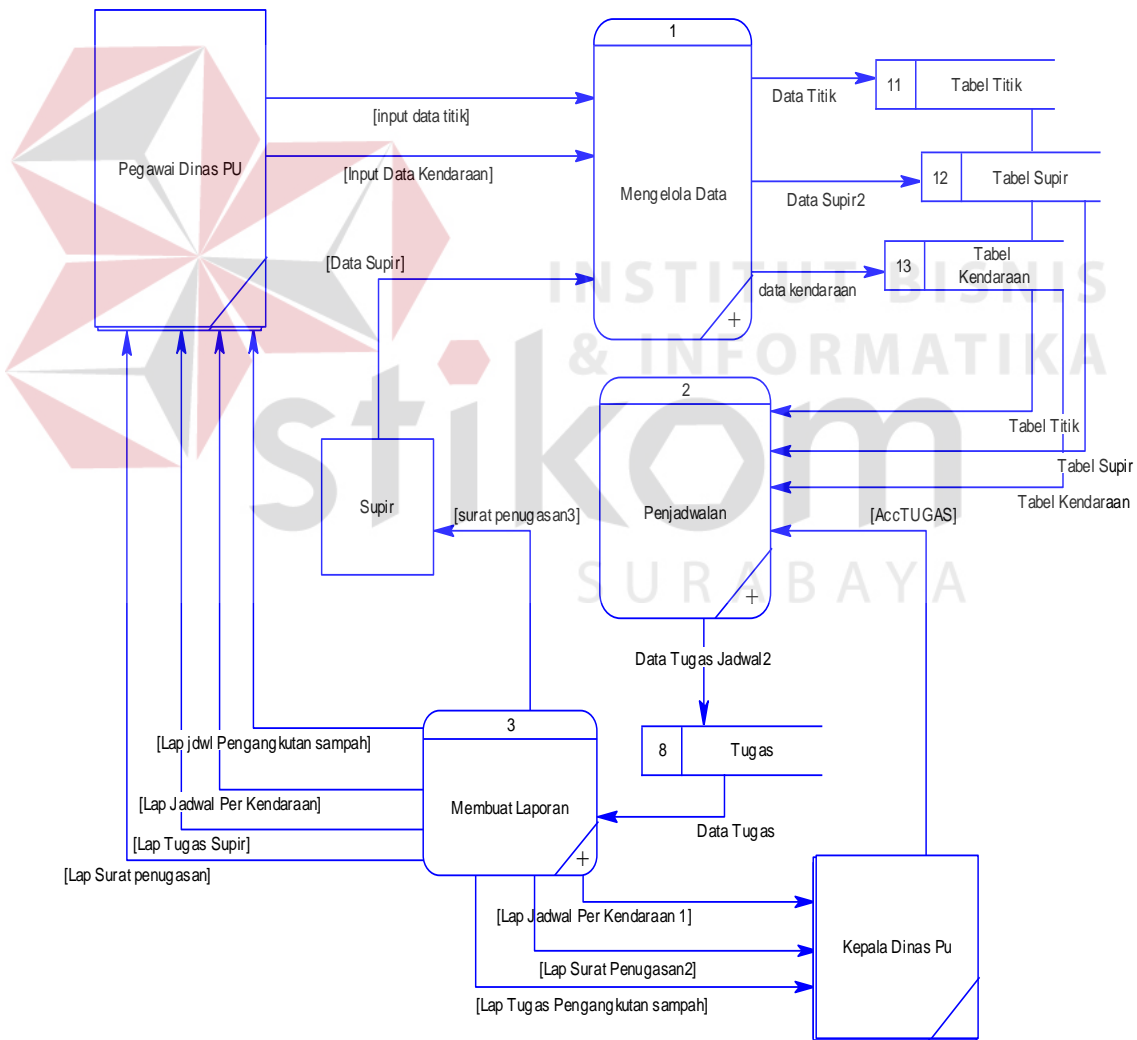 1
Pegawai Dinas PU
[input data titik]
[Input Data Kendaraan]
[Data Supir]
Mengelola Data
Data Titik
11 Tabel Titik
Data Supir2
12 Tabel Supir
data kendaraan
13 Tabel
Kendaraan
INSTITUT BISNIS
& INFORMATIKA
stikom
SURABAYA
2
Penjadwalan
Tabel Titik
Tabel Supir
Tabel Kendaraan
[AccTUGAS]
Supir
[surat penugasan3]
Data Tugas Jadwal2
8 Tugas
Data Tugas
3
Membuat Laporan
[Lap jdwl Pengangkutan sampah]
[Lap Jadwal Per Kendaraan]
[Lap Tugas Supir]
[Lap Surat penugasan]
[Lap Jadwal Per Kendaraan 1]
[Lap Surat Penugasan2]
[Lap Tugas Pengangkutan sampah]
Kepala Dinas Pu
+
+
+